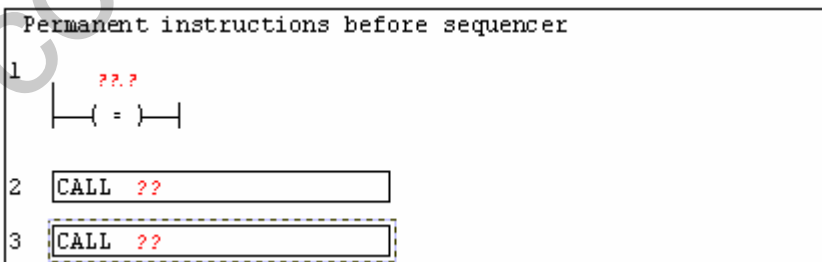 Permanent instructions before sequencer
1
??.?
( = )
2 CALL ??
3 CALL ??